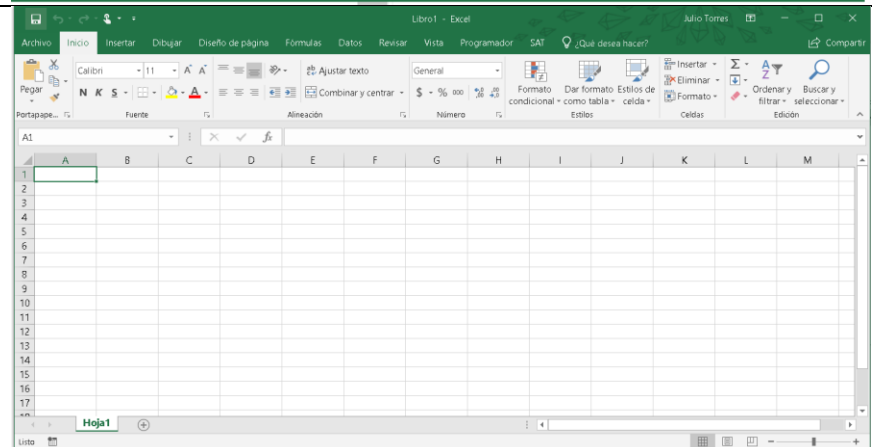 Libro1 - Excel
Julio Torres
Archivo Inicio Insertar Dibujar Diseño de página Fórmulas Datos Revisar Vista Programador SAT ¿Qué desea hacer? Compartir
Pegar
Calibri 11 A A
N K S A
Ajustar texto
Combinar y centrar
General
$ % 000
Formato condicional
Dar formato como tabla
Estilos de celda
Insertar
Eliminar
Formato
Σ
Ordenar y filtrar
Buscar y seleccionar
Portapape... Fuente Alineación Número Estilos Celdas Edición
A1 fx
A B C D E F G H I J K L M
1
2
3
4
5
6
7
8
9
10
11
12
13
14
15
16
17
Hoja1
Listo